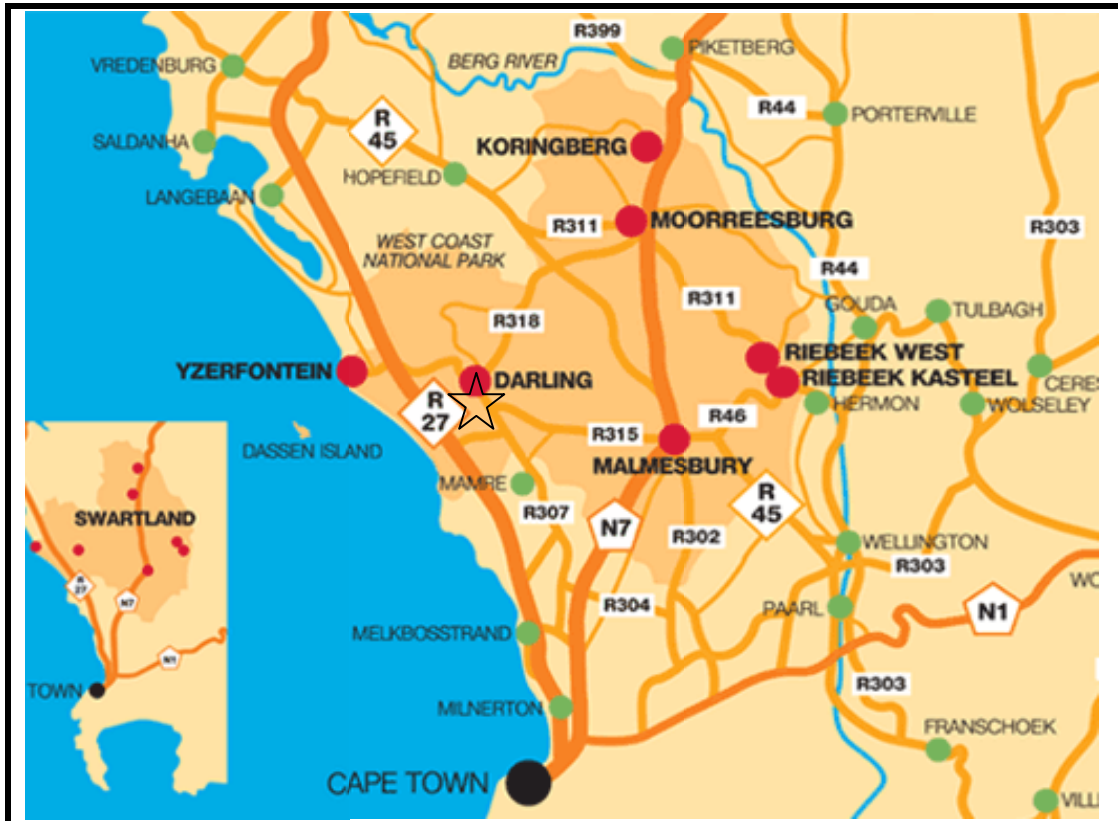 R399
PIKETBERG
BERG RIVER
VREDENBURG
R44
PORTERVILLE
R
45
SALDANHA
KORINGBERG
HOPEFIELD
LANGEBAAN
MOORREESBURG
R311
R303
WEST COAST
NATIONAL PARK
R44
R311
GOUDA
TULBAGH
R318
RIEBEEK WEST
YZERFONTEIN
DARLING
RIEBEEK KASTEEL
CERES
R
27
HERMON
WOLSELEY
R46
R315
DASSEN ISLAND
MALMESBURY
MAMRE
R
45
R307
N7
R302
WELLINGTON
R303
WO
R304
PAARL
N1
MELKBOSSTRAND
R303
MILNERTON
FRANSCHOEK
CAPE TOWN
VILL
SWARTLAND
R
27
N7
N1
TOWN